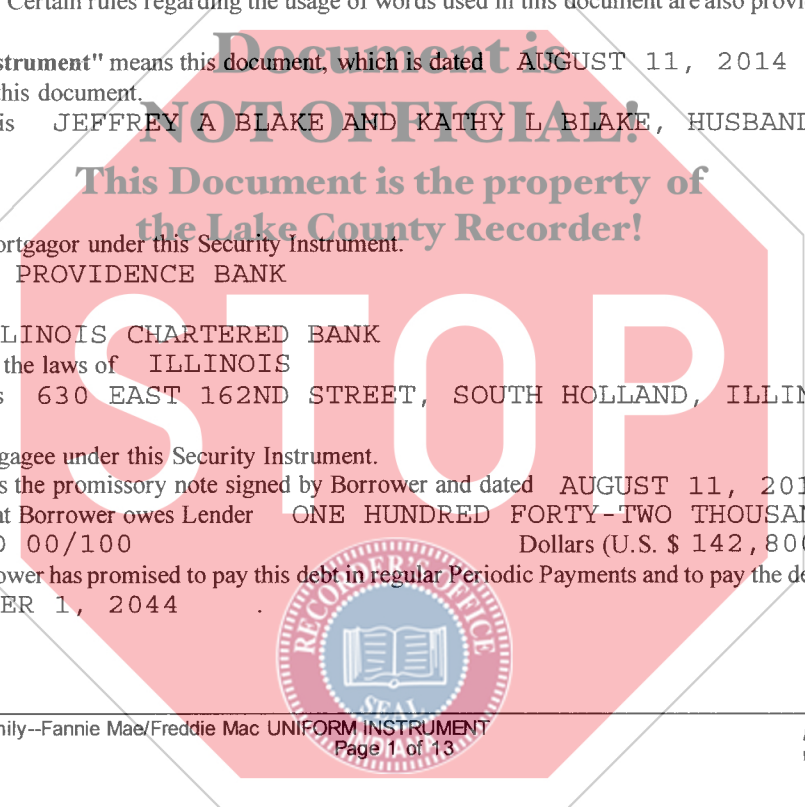 Certain rules regarding the usage of words used in this document are also provi
strument" means this document, which is dated AUGUST 11, 2014
this document.
is JEFFREY A BLAKE AND KATHY L BLAKE, HUSBAND
Document is
NOT OFFICIAL!
This Document is the property of
the Lake County Recorder!
ortgagor under this Security Instrument.
PROVIDENCE BANK
LINOIS CHARTERED BANK
the laws of ILLINOIS
s 630 EAST 162ND STREET, SOUTH HOLLAND, ILLIN
STOP
gagee under this Security Instrument.
s the promissory note signed by Borrower and dated AUGUST 11, 201
at Borrower owes Lender ONE HUNDRED FORTY-TWO THOUSAN
00/100 Dollars (U.S. $ 142,800
ower has promised to pay this debt in regular Periodic Payments and to pay the de
ER 1, 2044 .
RECORDER'S OFFICE
SEAL
INDIANA
mily--Fannie Mae/Freddie Mac UNIFORM INSTRUMENT
Page 1 of 13